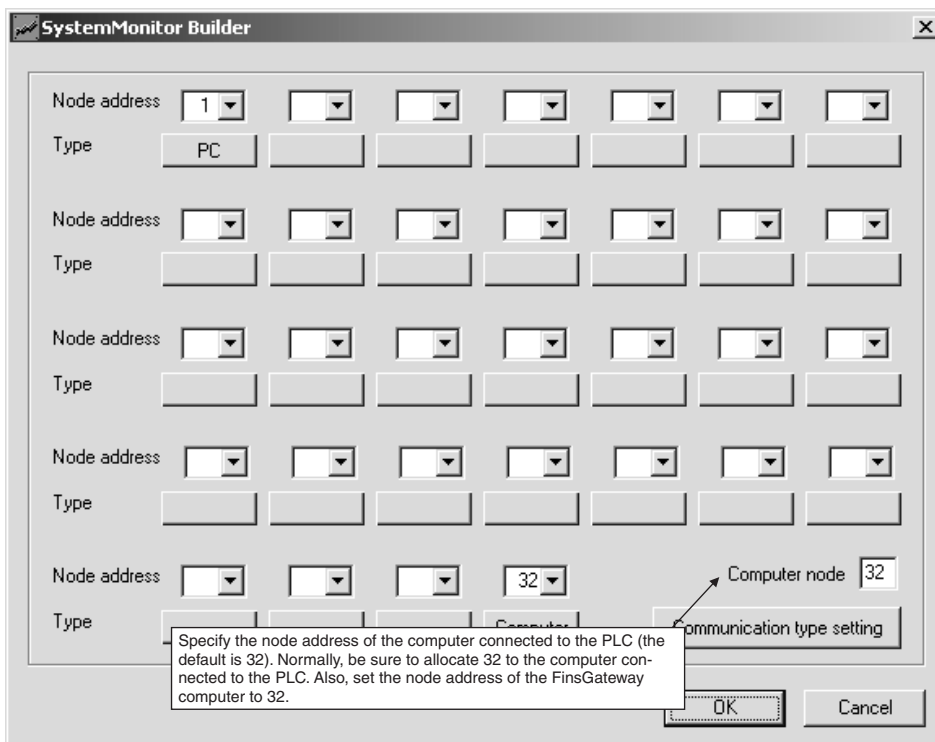 SystemMonitor Builder
Node address 1
Type PC
Node address
Type
Node address
Type
Node address
Type
Node address 32 Computer node 32
Type Computer Communication type setting
Specify the node address of the computer connected to the PLC (the
default is 32). Normally, be sure to allocate 32 to the computer con-
nected to the PLC. Also, set the node address of the FinsGateway
computer to 32.
OK Cancel